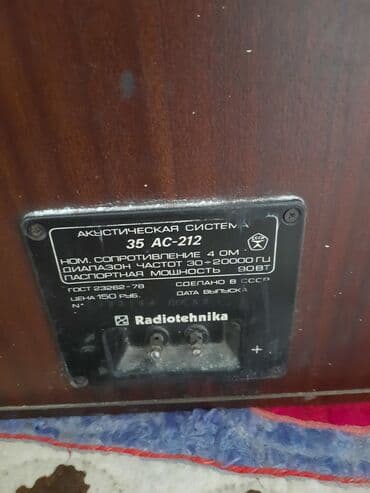 АКУСТИЧЕСКАЯ СИСТЕМА
35 АС-212
НОМ. СОПРОТИВЛЕНИЕ 4 ОМ
ДИАПАЗОН ЧАСТОТ 30÷20000 ГЦ
ПАСПОРТНАЯ МОЩНОСТЬ 90 ВТ
ГОСТ 23262-78 СДЕЛАНО В СССР
ЦЕНА 150 РУБ. ДАТА ВЫПУСКА
N°
Radiotehnika
+